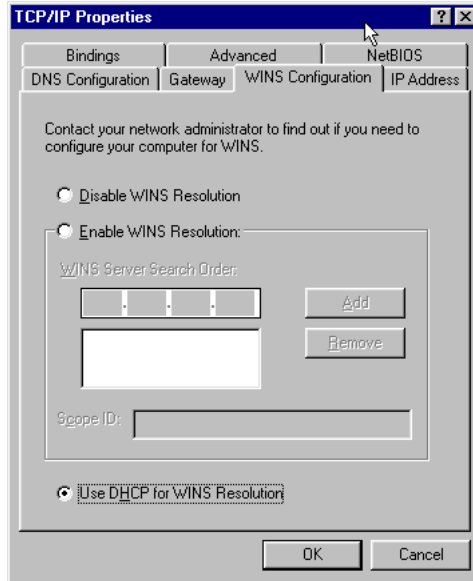 TCP/IP Properties
Bindings Advanced NetBIOS
DNS Configuration Gateway WINS Configuration IP Address
Contact your network administrator to find out if you need to
configure your computer for WINS.
Disable WINS Resolution
Enable WINS Resolution:
WINS Server Search Order:
Add
Remove
Scope ID:
Use DHCP for WINS Resolution
OK Cancel